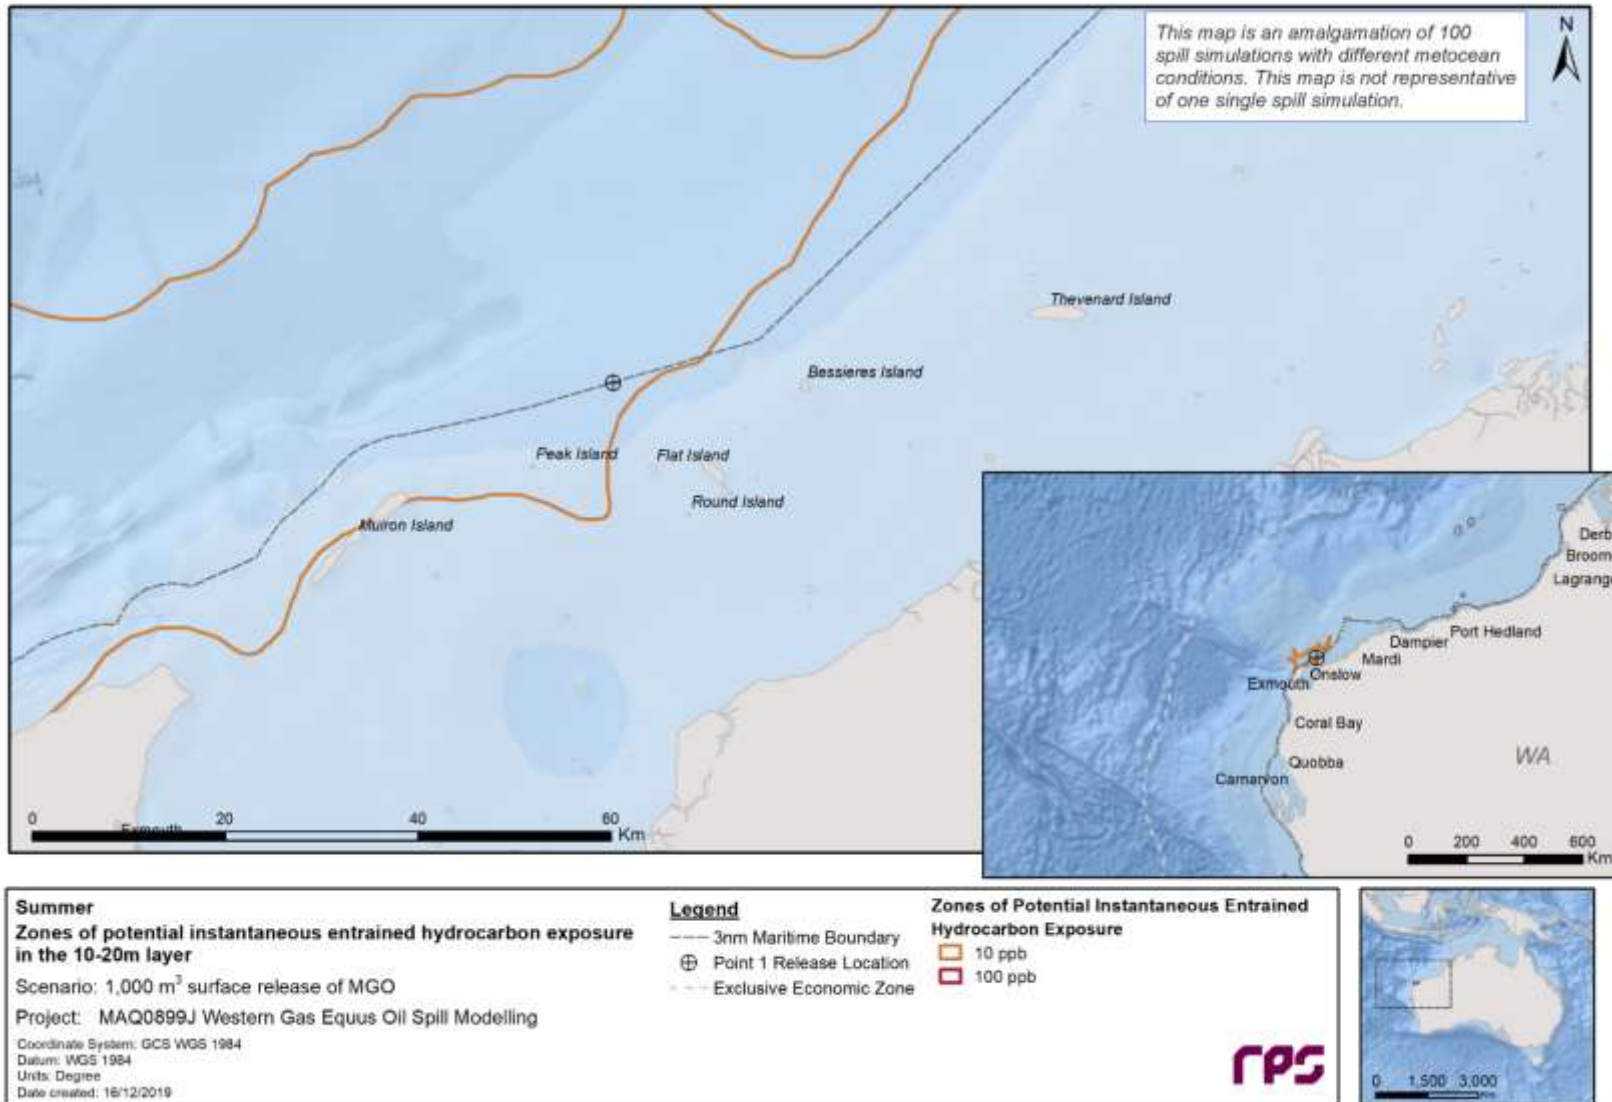 This map is an amalgamation of 100
spill simulations with different metocean
conditions. This map is not representative
of one single spill simulation.
N
Thevenard Island
Bessieres Island
Peak Island
Flat Island
Round Island
Muiron Island
0 20 40 60 Km
Exmouth
Derb
Broom
Lagrange
Port Hedland
Dampier
Mardi
Onslow
Exmouth
Coral Bay
WA
Quobba
Carnarvon
0 200 400 600
Km
Summer
Zones of potential instantaneous entrained hydrocarbon exposure
in the 10-20m layer
Scenario: 1,000 m³ surface release of MGO
Project: MAQ0899J Western Gas Equus Oil Spill Modelling
Coordinate System: GCS WGS 1984
Datum: WGS 1984
Units: Degree
Date created: 16/12/2019
Legend
3nm Maritime Boundary
Point 1 Release Location
Exclusive Economic Zone
Zones of Potential Instantaneous Entrained
Hydrocarbon Exposure
10 ppb
100 ppb
rps
0 1,500 3,000
Km